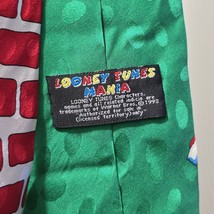 LOONEY TUNES
MANIA
LOONEY TUNES Characters,
names and all related indicia are
trademarks of Warner Bros. ©1993
"Authorized for sale in
(Licensed Territory) only"